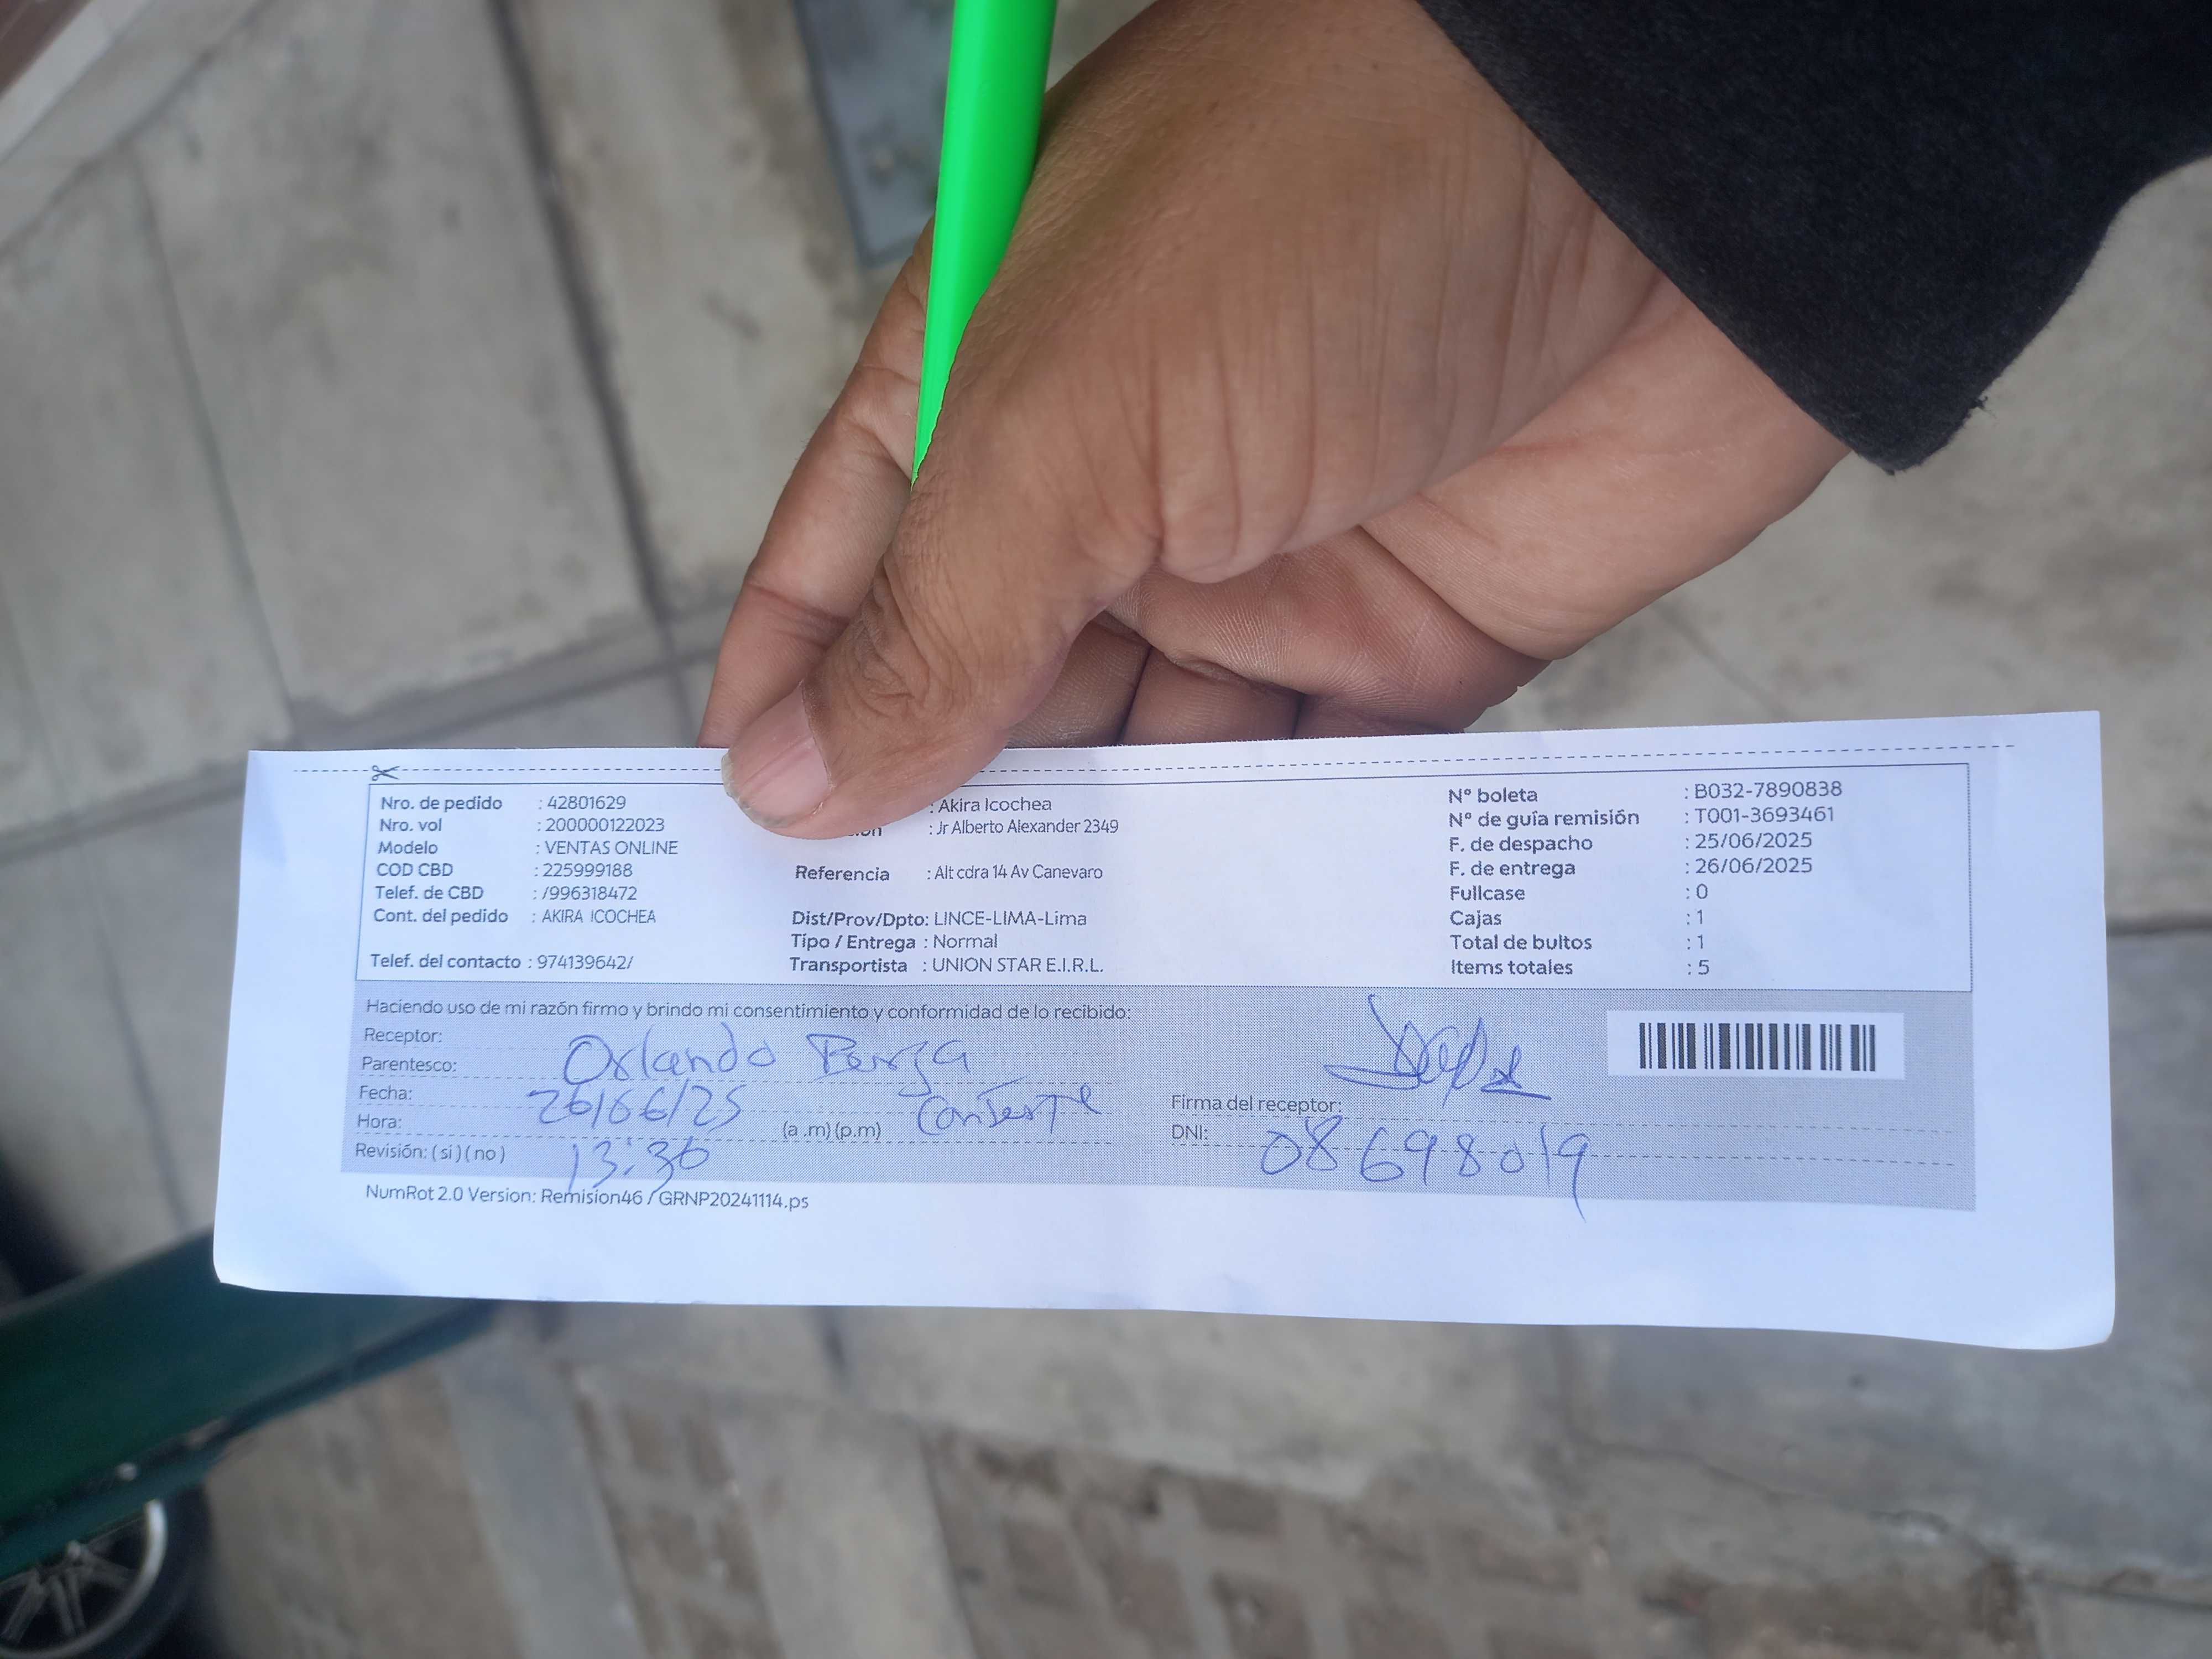 Nro. de pedido : 42801629
Nro. vol : 200000122023
Modelo : VENTAS ONLINE
COD CBD : 225999188
Telef. de CBD : /996318472
Cont. del pedido : AKIRA ICOCHEA
Telef. del contacto : 974139642/
: Akira Icochea
: Jr Alberto Alexander 2349
Referencia : Alt cdra 14 Av Canevaro
Dist/Prov/Dpto: LINCE-LIMA-Lima
Tipo / Entrega : Normal
Transportista : UNION STAR E.I.R.L.
N° boleta : B032-7890838
N° de guía remisión : T001-3693461
F. de despacho : 25/06/2025
F. de entrega : 26/06/2025
Fullcase : 0
Cajas : 1
Total de bultos : 1
Items totales : 5
Haciendo uso de mi razón firmo y brindo mi consentimiento y conformidad de lo recibido:
Receptor:
Parentesco: Orlando
Fecha: 26/06/25
Hora: (a .m) (p.m)
Revisión: ( si ) ( no ) 13:30
Firma del receptor:
DNI: 08698019
NumRot 2.0 Version: Remision46 / GRNP20241114.ps